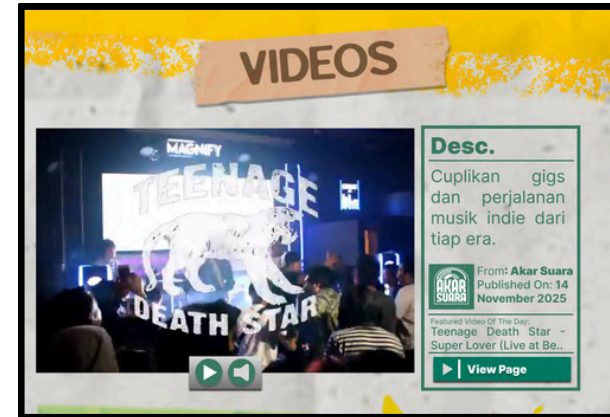 VIDEOS
MAGNIFY
TEENAGE
DEATH STAR
Desc.
Cuplikan gigs
dan perjalanan
musik indie dari
tiap era.
AKAR
SUARA
From: Akar Suara
Published On: 14
November 2025
Featured Video Of The Day:
Teenage Death Star -
Super Lover (Live at Be..
View Page